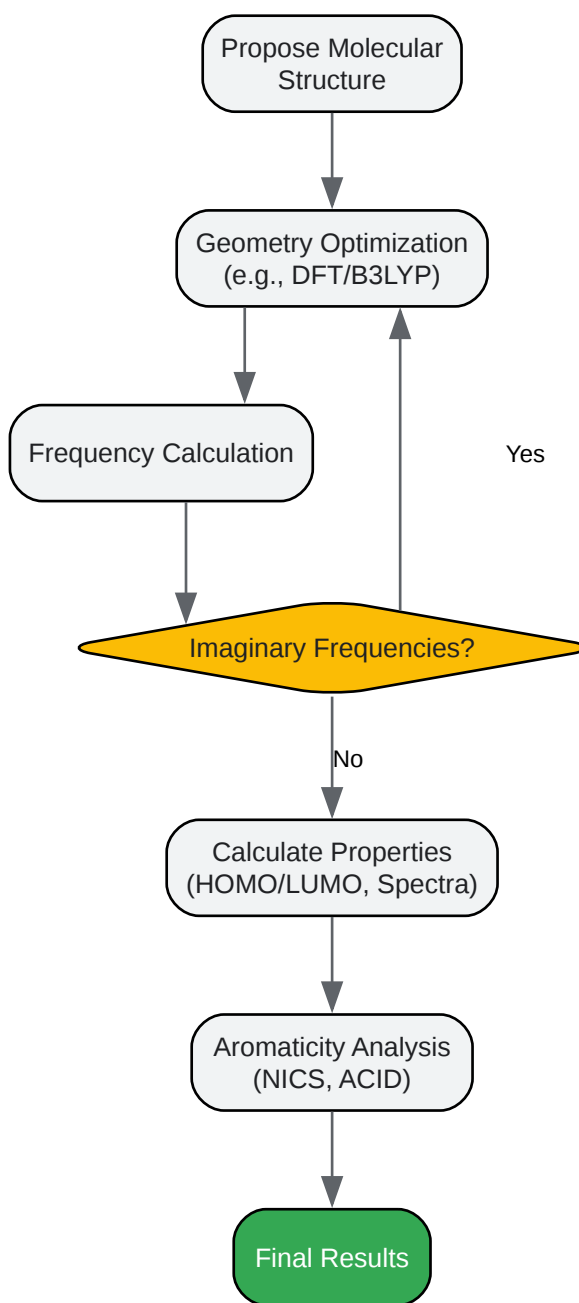 Propose Molecular
Structure
Geometry Optimization
(e.g., DFT/B3LYP)
Frequency Calculation
Yes
Imaginary Frequencies?
No
Calculate Properties
(HOMO/LUMO, Spectra)
Aromaticity Analysis
(NICS, ACID)
Final Results